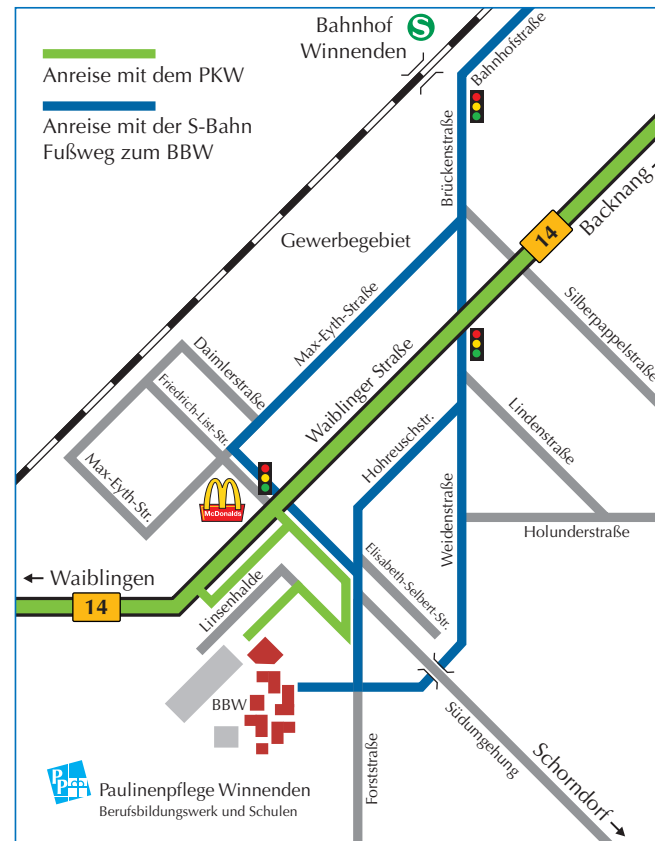 Bahnhof
Winnenden
S
Anreise mit dem PKW
Anreise mit der S-Bahn
Fußweg zum BBW
Bahnhofstraße
Brückenstraße
Backnang →
14
Gewerbegebiet
Silberpappelstraße
Max-Eyth-Straße
Daimlerstraße
Waiblinger Straße
Friedrich-List-Str.
Lindenstraße
Hohreuschstr.
Max-Eyth-Str.
McDonalds
Weidenstraße
Holunderstraße
← Waiblingen
14
Elisabeth-Selbert-Str.
Linsenhalde
BBW
Südumgehung
Forststraße
Schorndorf →
PP
Paulinenpflege Winnenden
Berufsbildungswerk und Schulen